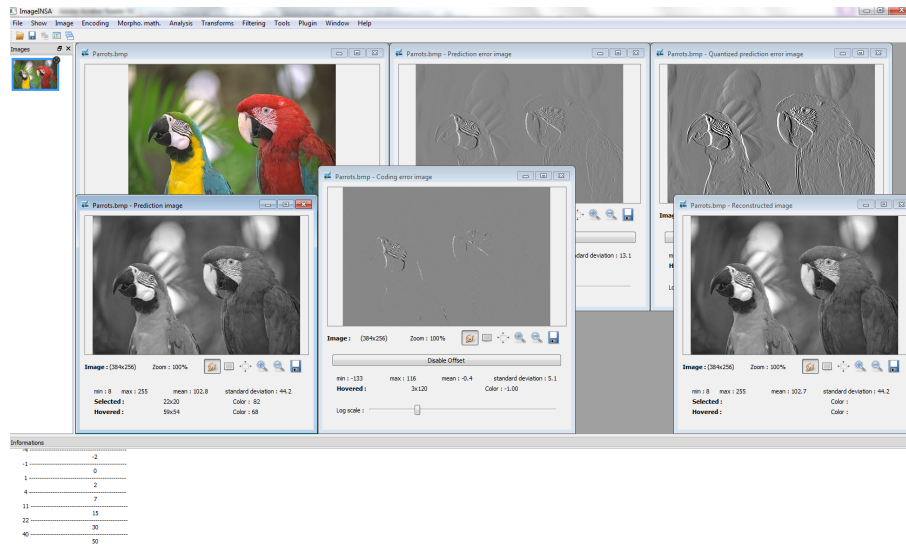 ImageINSA
File Show Image Encoding Morpho. math. Analysis Transforms Filtering Tools Plugin Window Help
Images
Parrots.bmp
Parrots.bmp - Prediction error image
Parrots.bmp - Quantized prediction error image
Parrots.bmp - Prediction image
Image : (384x256) Zoom : 100%
min : 8 max : 255 mean : 102.8 standard deviation : 44.2
Selected : 22x20 Color : 82
Hovered : 59x54 Color : 68
Parrots.bmp - Coding error image
Image : (384x256) Zoom : 100%
Disable Offset
min : -133 max : 116 mean : -0.4 standard deviation : 5.1
Hovered : 3x120 Color : -1.00
Log scale :
dard deviation : 13.1
Imag
H
Parrots.bmp - Reconstructed image
Image : (384x256) Zoom : 100%
min : 8 max : 255 mean : 102.7 standard deviation : 44.2
Selected : Color :
Hovered : Color :
Informations
-4 ----------------------------------------
-2
-1 ----------------------------------------
0
1 ----------------------------------------
2
4 ----------------------------------------
7
11 ----------------------------------------
15
22 ----------------------------------------
30
40 ----------------------------------------
50